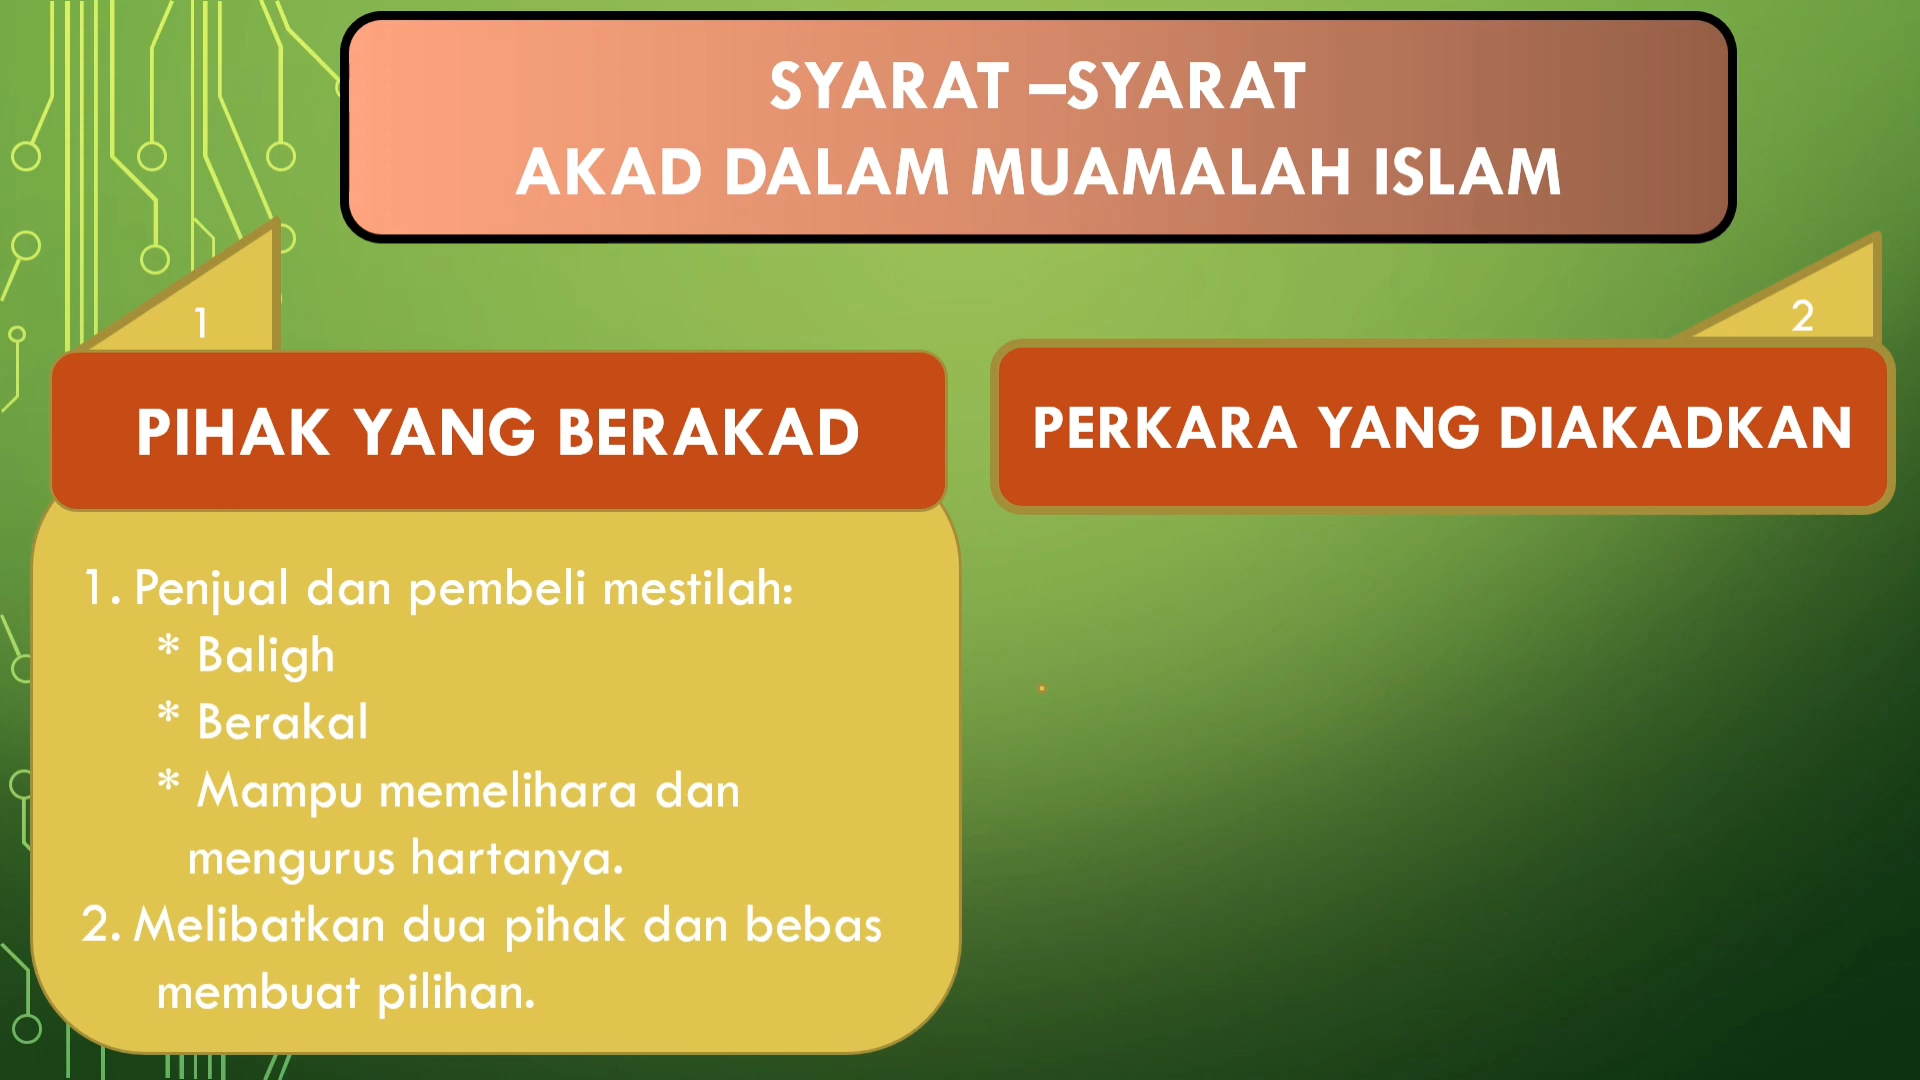 SYARAT –SYARAT
AKAD DALAM MUAMALAH ISLAM
1
PIHAK YANG BERAKAD
1. Penjual dan pembeli mestilah:
* Baligh
* Berakal
* Mampu memelihara dan
mengurus hartanya.
2. Melibatkan dua pihak dan bebas
membuat pilihan.
2
PERKARA YANG DIAKADKAN